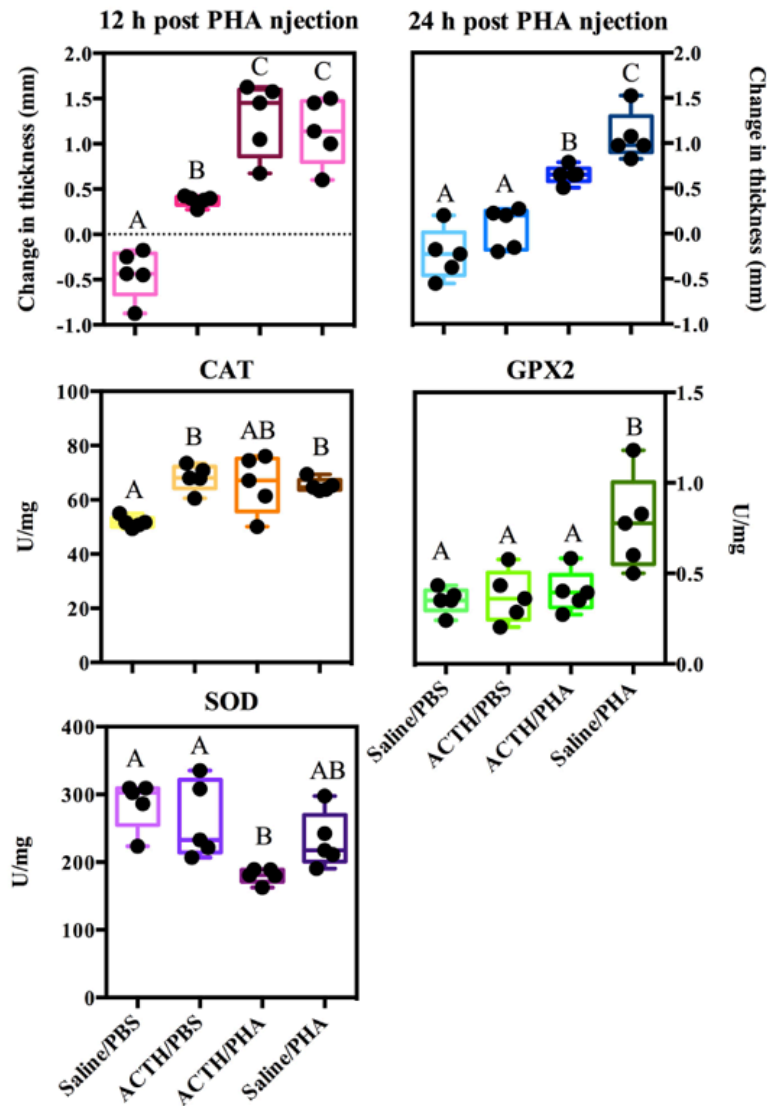 12 h post PHA njection
24 h post PHA njection
Change in thickness (mm)
2.0
1.5
1.0
0.5
0.0
-0.5
-1.0
A
B
C
C
A
A
B
C
2.0
1.5
1.0
0.5
0.0
-0.5
-1.0
Change in thickness (mm)
CAT
GPX2
U/mg
100
80
60
40
20
0
A
B
AB
B
A
A
A
B
1.5
1.0
0.5
0.0
U/mg
Saline/PBS
ACTH/PBS
ACTH/PHA
Saline/PHA
SOD
U/mg
400
300
200
100
0
A
A
B
AB
Saline/PBS
ACTH/PBS
ACTH/PHA
Saline/PHA